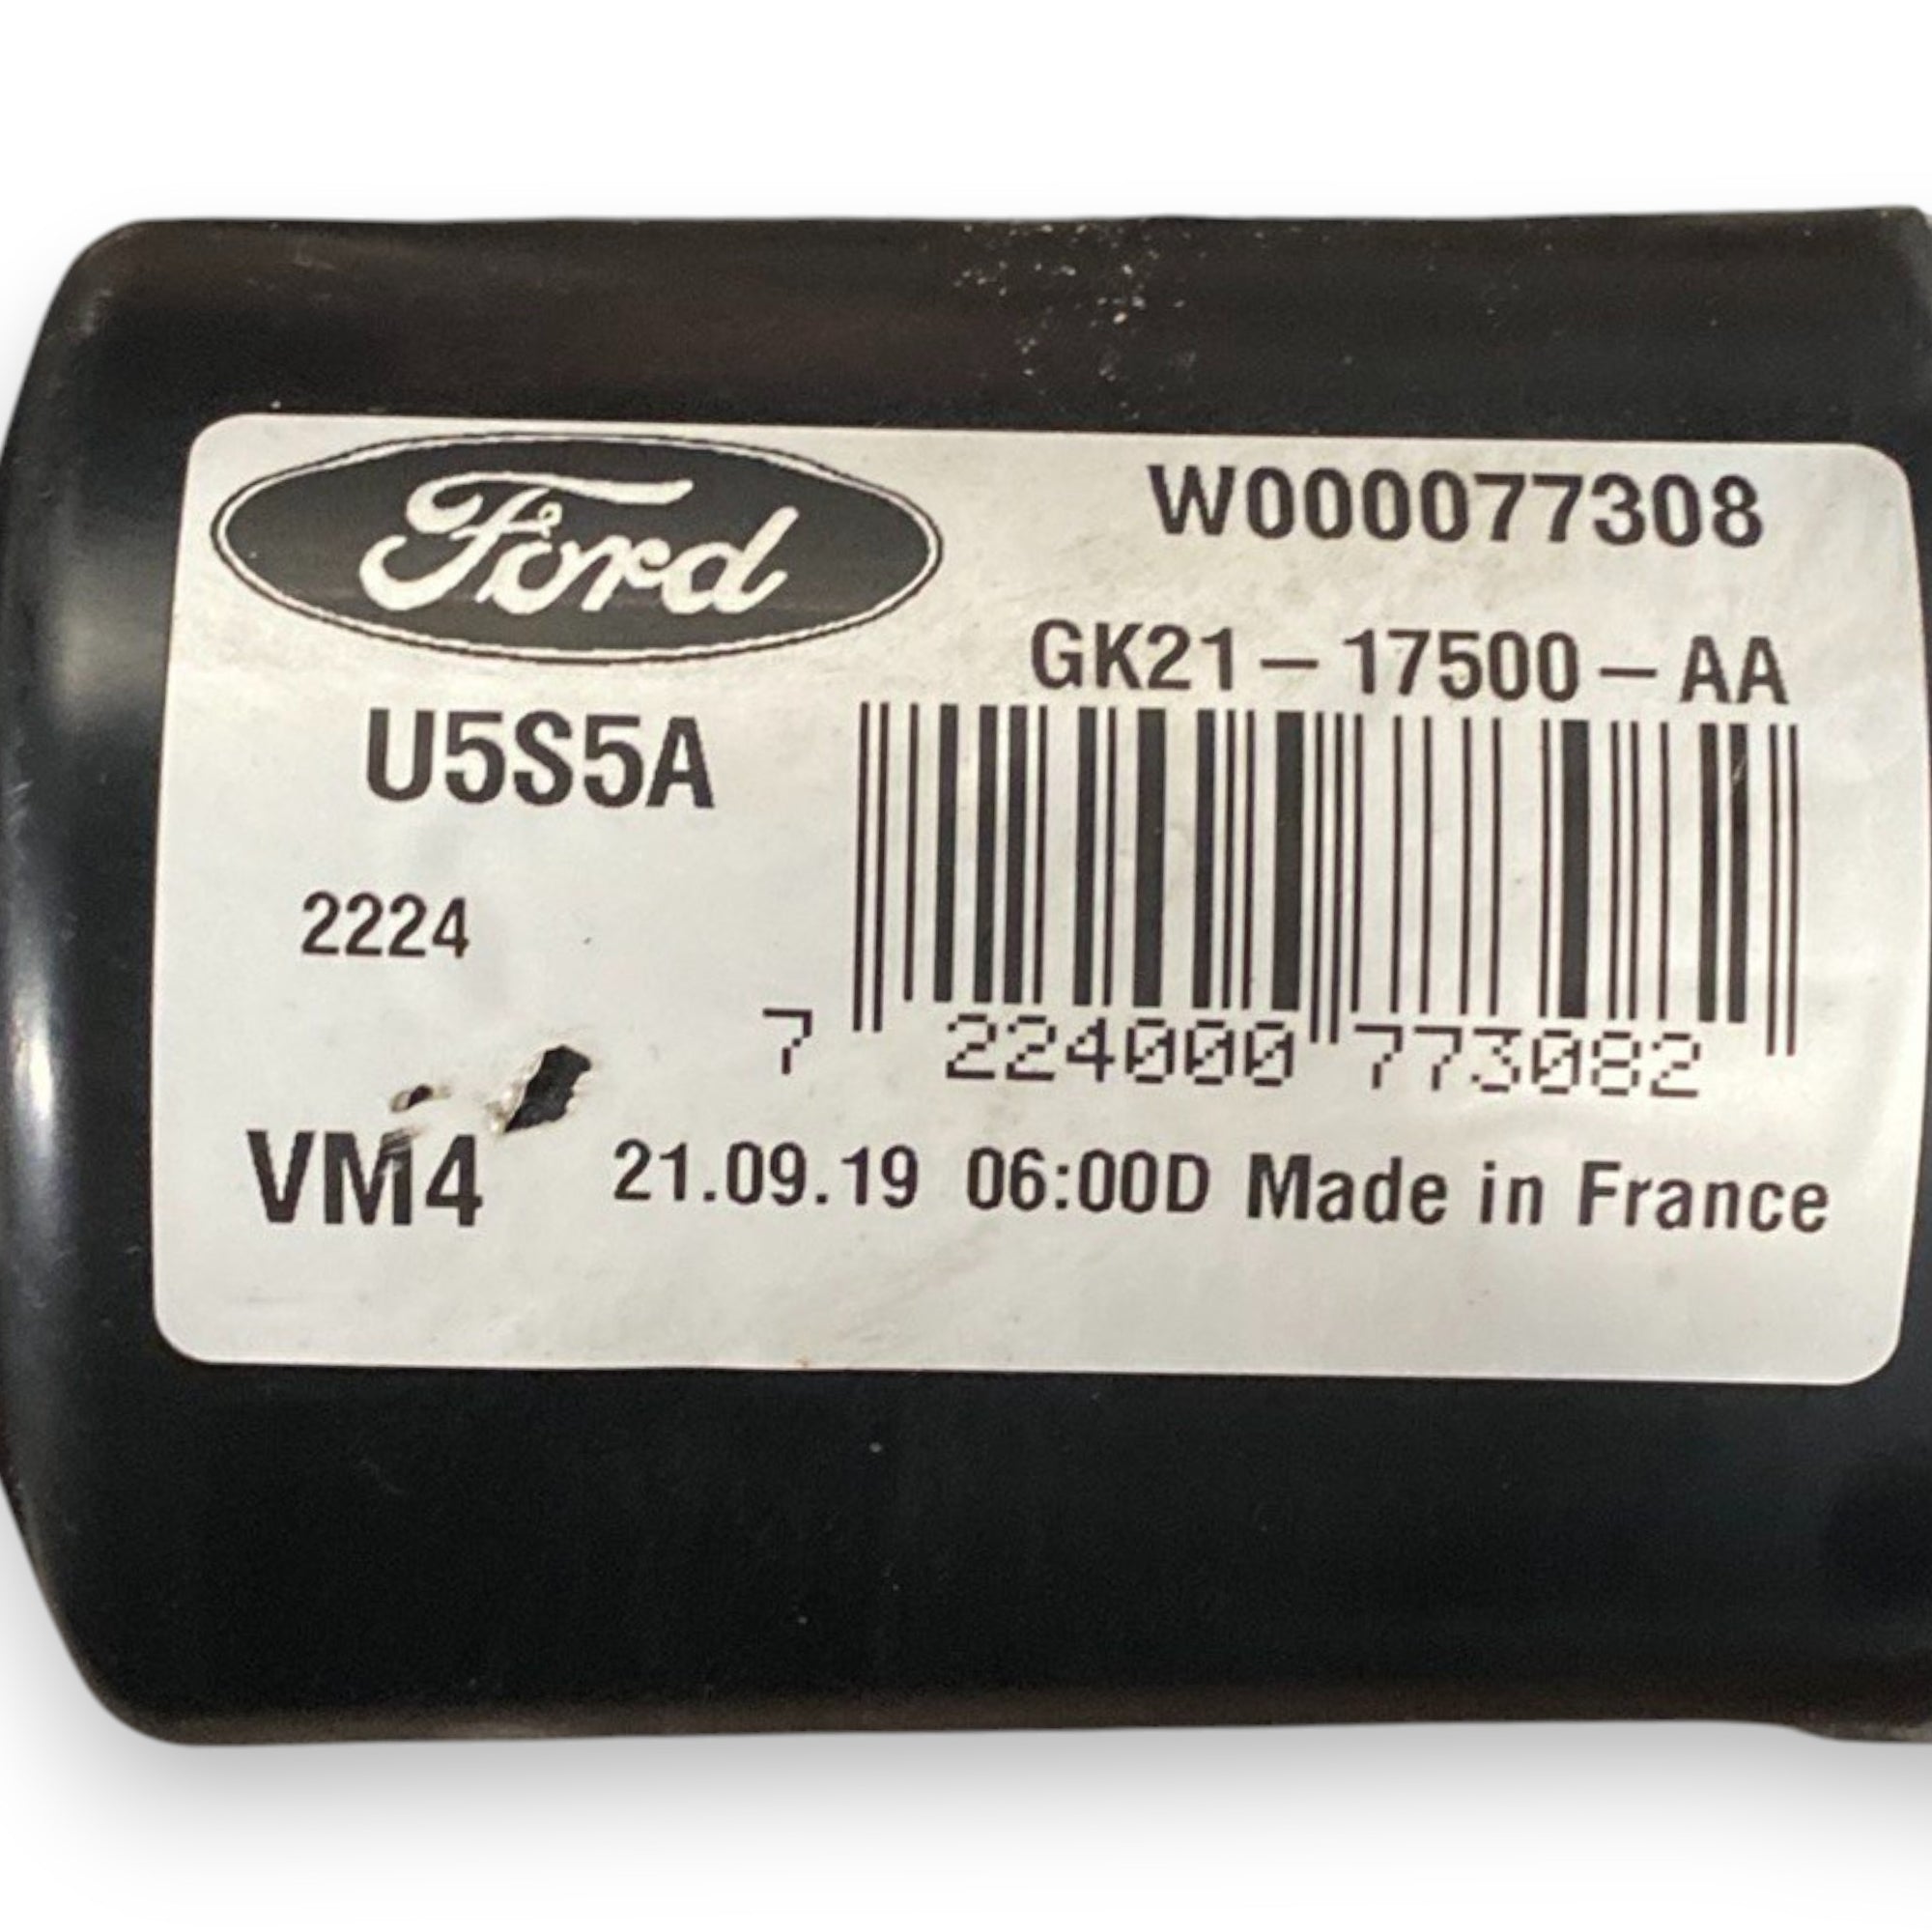 Ford
W000077308
GK21-17500-AA
U5S5A
2224
7 224000 773082
VM4 21.09.19 06:00D Made in France